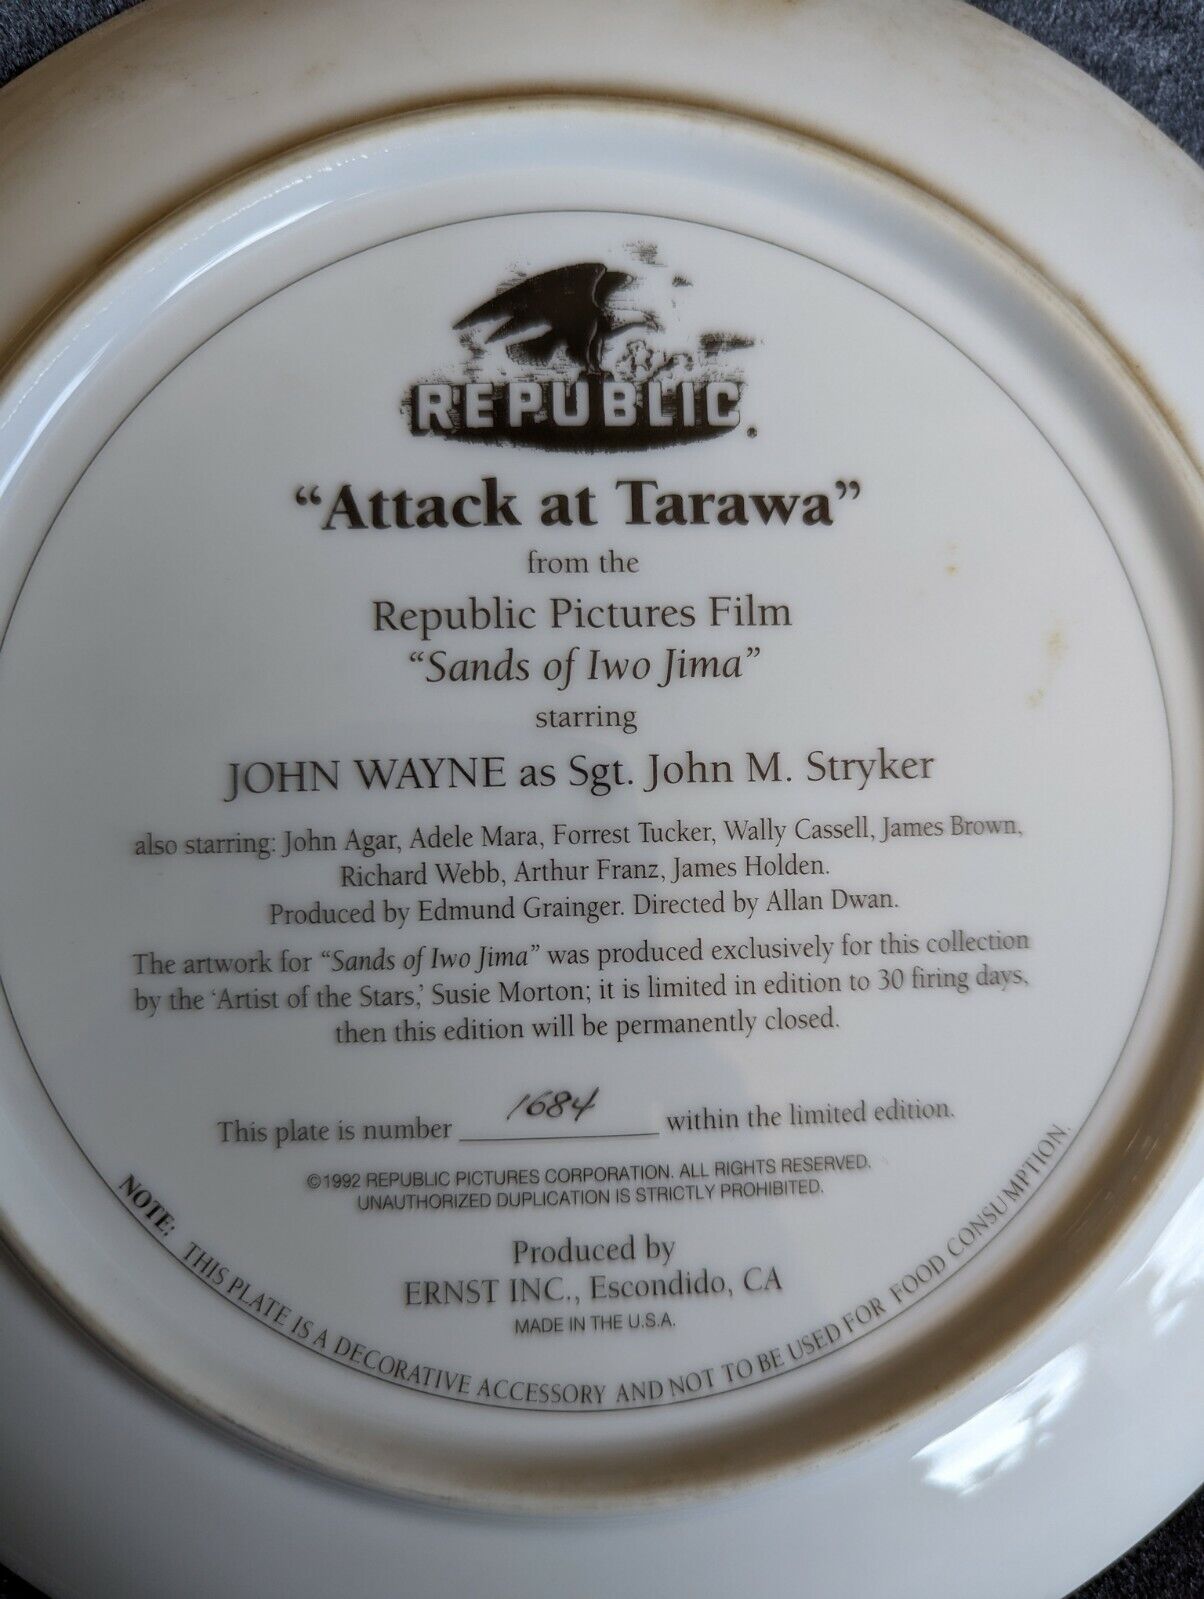 REPUBLIC®
“Attack at Tarawa”
from the
Republic Pictures Film
“Sands of Iwo Jima”
starring
JOHN WAYNE as Sgt. John M. Stryker
also starring: John Agar, Adele Mara, Forrest Tucker, Wally Cassell, James Brown,
Richard Webb, Arthur Franz, James Holden.
Produced by Edmund Grainger. Directed by Allan Dwan.
The artwork for “Sands of Iwo Jima” was produced exclusively for this collection
by the ‘Artist of the Stars,’ Susie Morton; it is limited in edition to 30 firing days,
then this edition will be permanently closed.
This plate is number 1684 within the limited edition.
©1992 REPUBLIC PICTURES CORPORATION. ALL RIGHTS RESERVED.
UNAUTHORIZED DUPLICATION IS STRICTLY PROHIBITED.
Produced by
ERNST INC., Escondido, CA
MADE IN THE U.S.A.
NOTE: THIS PLATE IS A DECORATIVE ACCESSORY AND NOT TO BE USED FOR FOOD CONSUMPTION.